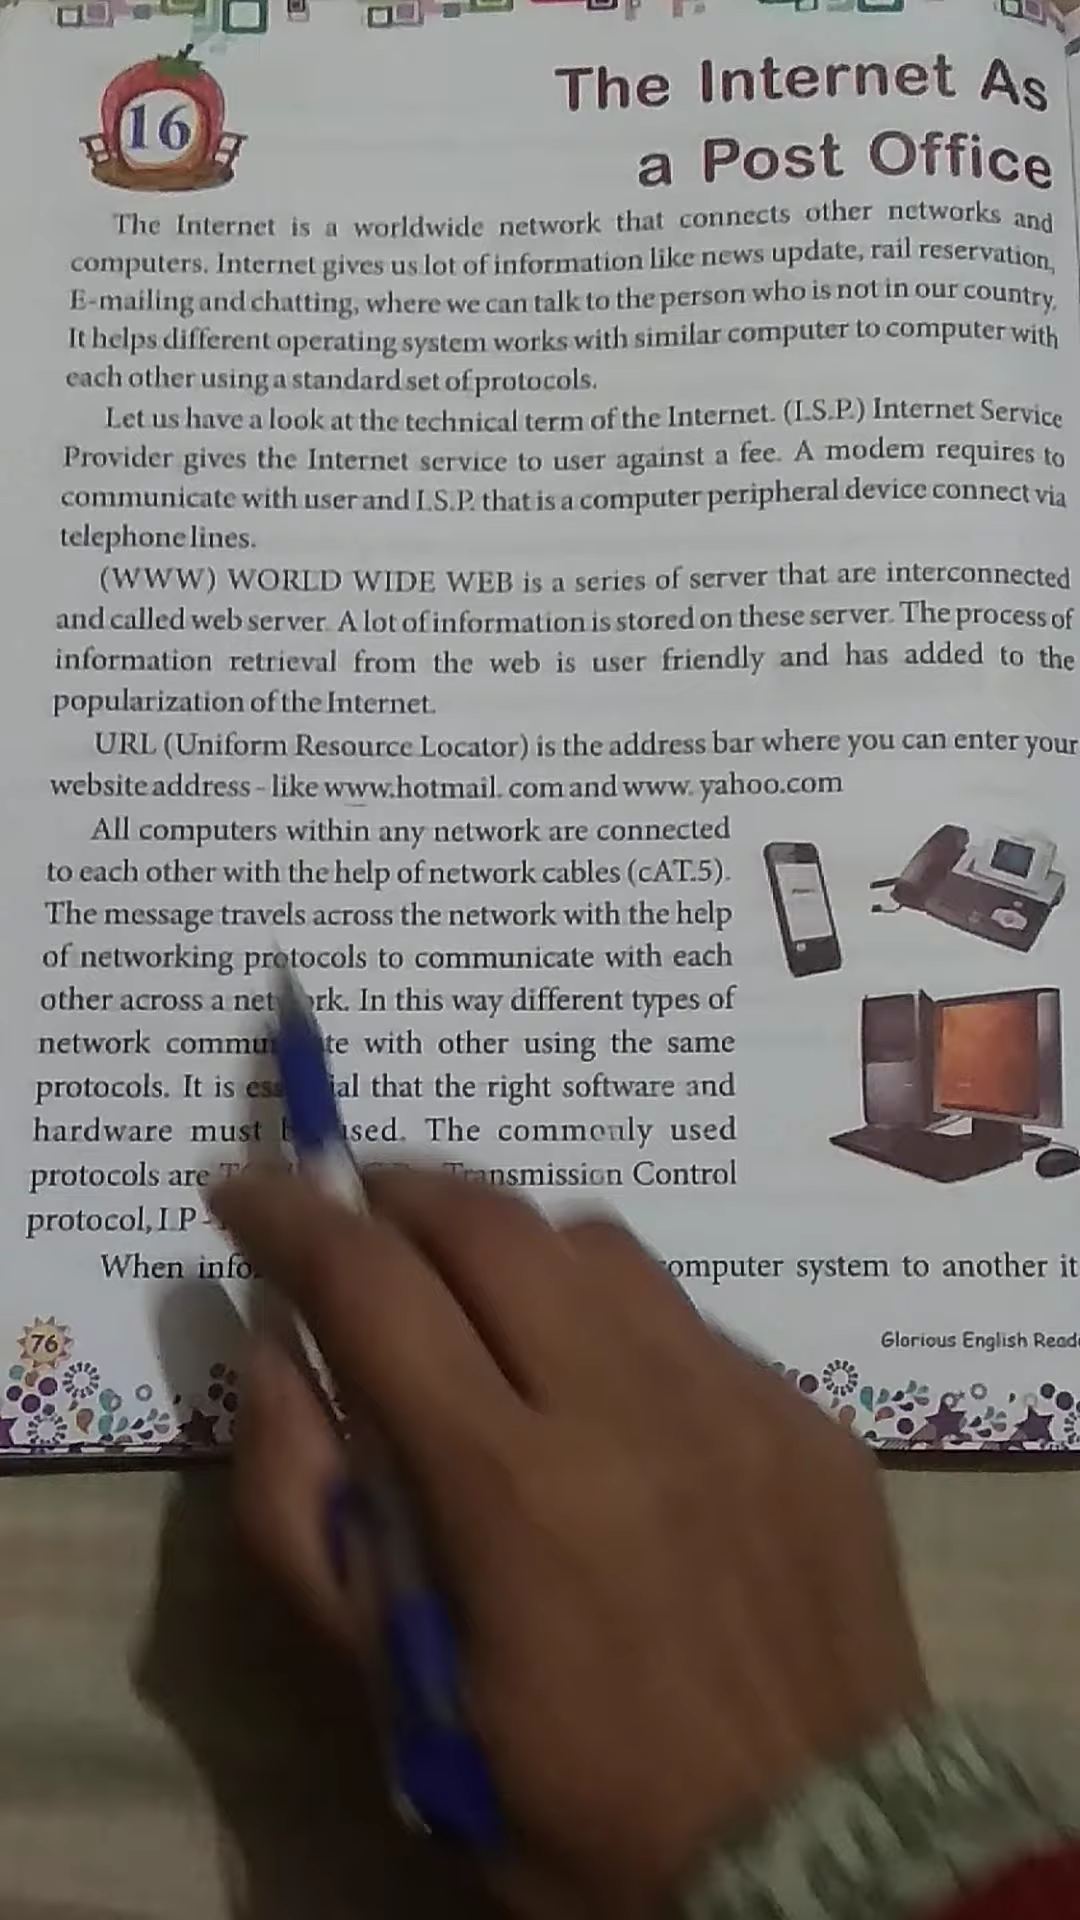 16
The Internet As
a Post Office
The Internet is a worldwide network that connects other networks and
computers. Internet gives us lot of information like news update, rail reservation,
E-mailing and chatting, where we can talk to the person who is not in our country.
It helps different operating system works with similar computer to computer with
each other using a standard set of protocols.
Let us have a look at the technical term of the Internet. (I.S.P.) Internet Service
Provider gives the Internet service to user against a fee. A modem requires to
communicate with user and I.S.P. that is a computer peripheral device connect via
telephone lines.
(WWW) WORLD WIDE WEB is a series of server that are interconnected
and called web server. A lot of information is stored on these server. The process of
information retrieval from the web is user friendly and has added to the
popularization of the Internet.
URL (Uniform Resource Locator) is the address bar where you can enter your
website address - like www.hotmail. com and www. yahoo.com
All computers within any network are connected
to each other with the help of network cables (cAT.5).
The message travels across the network with the help
of networking protocols to communicate with each
other across a network. In this way different types of
network with other using the same
protocols. It is that the right software and
hardware must used. The commonly used
protocols are Transmission Control
protocol, I.P -
When computer system to another it
76
Glorious English